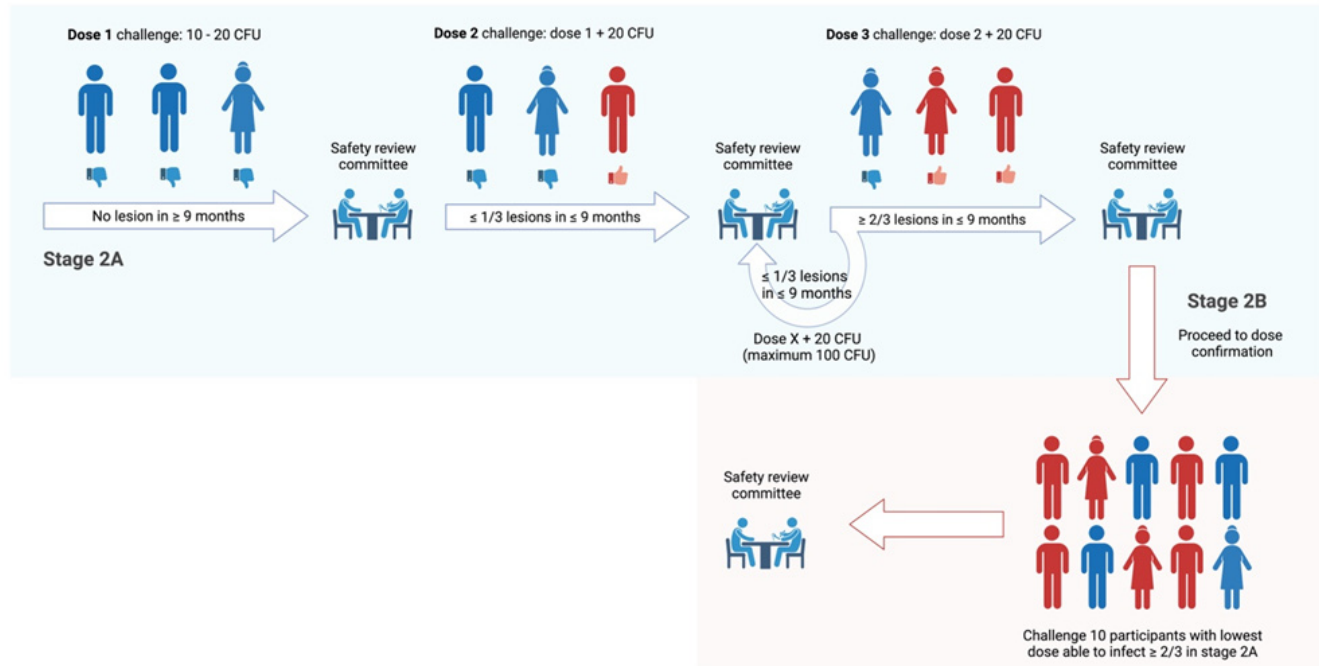 Dose 1 challenge: 10 - 20 CFU
Dose 2 challenge: dose 1 + 20 CFU
Dose 3 challenge: dose 2 + 20 CFU
Safety review
committee
Safety review
committee
Safety review
committee
No lesion in ≥ 9 months
≤ 1/3 lesions in ≤ 9 months
≥ 2/3 lesions in ≤ 9 months
Stage 2A
≤ 1/3 lesions
in ≤ 9 months
Dose X + 20 CFU
(maximum 100 CFU)
Stage 2B
Proceed to dose
confirmation
Safety review
committee
Challenge 10 participants with lowest
dose able to infect ≥ 2/3 in stage 2A